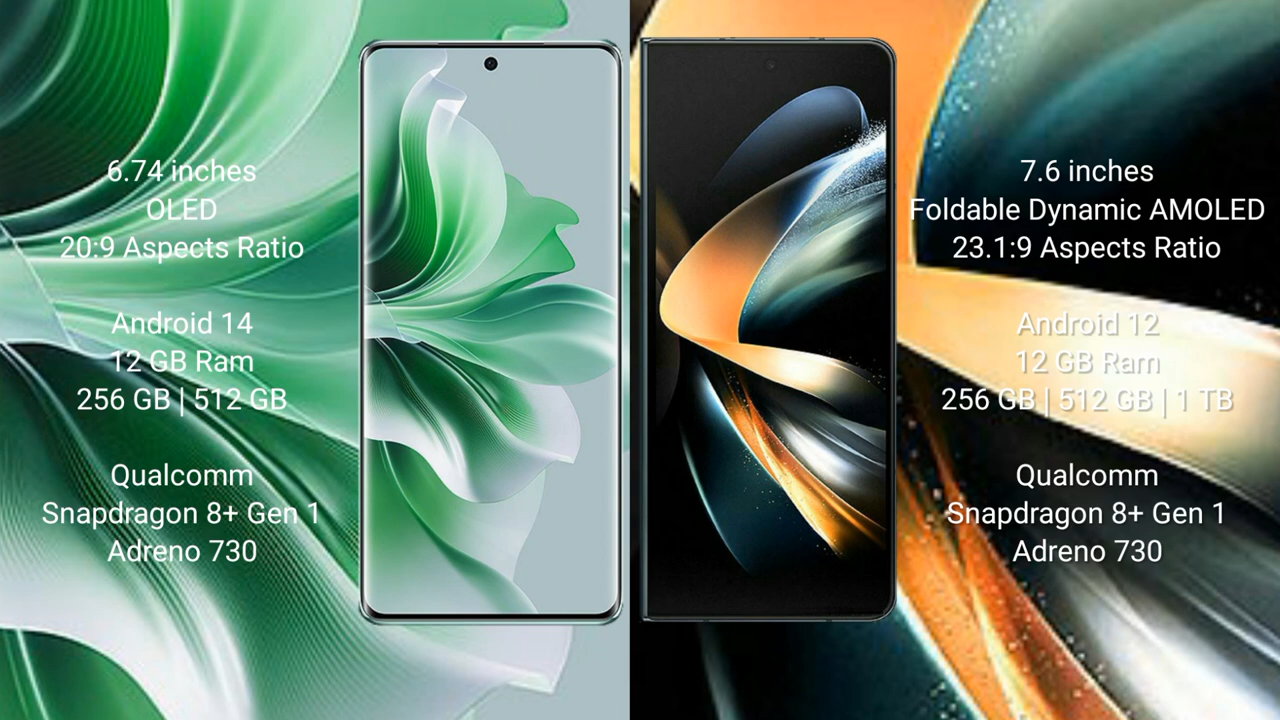 6.74 inches
OLED
20:9 Aspects Ratio
Android 14
12 GB Ram
256 GB | 512 GB
Qualcomm
Snapdragon 8+ Gen 1
Adreno 730
7.6 inches
Foldable Dynamic AMOLED
23.1:9 Aspects Ratio
Android 12
12 GB Ram
256 GB | 512 GB | 1 TB
Qualcomm
Snapdragon 8+ Gen 1
Adreno 730